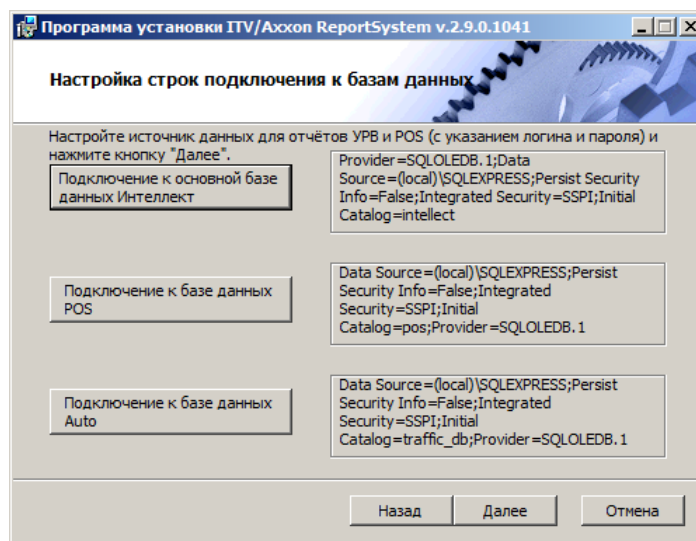 Программа установки ITV/Axxon ReportSystem v.2.9.0.1041
Настройка строк подключения к базам данных
Настройте источник данных для отчётов УРВ и POS (с указанием логина и пароля) и
нажмите кнопку "Далее".
Подключение к основной базе
данных Интеллект
Provider=SQLOLEDB.1;Data
Source=(local)\SQLEXPRESS;Persist Security
Info=False;Integrated Security=SSPI;Initial
Catalog=intellect
Подключение к базе данных
POS
Data Source=(local)\SQLEXPRESS;Persist
Security Info=False;Integrated
Security=SSPI;Initial
Catalog=pos;Provider=SQLOLEDB.1
Подключение к базе данных
Auto
Data Source=(local)\SQLEXPRESS;Persist
Security Info=False;Integrated
Security=SSPI;Initial
Catalog=traffic_db;Provider=SQLOLEDB.1
Назад Далее Отмена